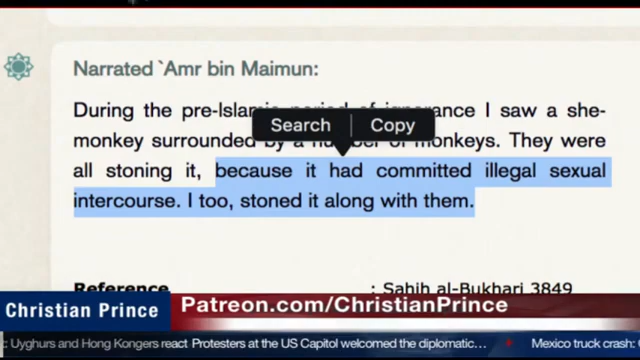 Narrated `Amr bin Maimun:
During the pre-Islamic period of ignorance I saw a she-
monkey surrounded by a number of monkeys. They were
Search Copy
all stoning it, because it had committed illegal sexual
intercourse. I too, stoned it along with them.
Reference : Sahih al-Bukhari 3849
Christian Prince Patreon.com/ChristianPrince
: Uyghurs and Hong Kongers react Protesters at the US Capitol welcomed the diplomatic… Mexico truck crash: